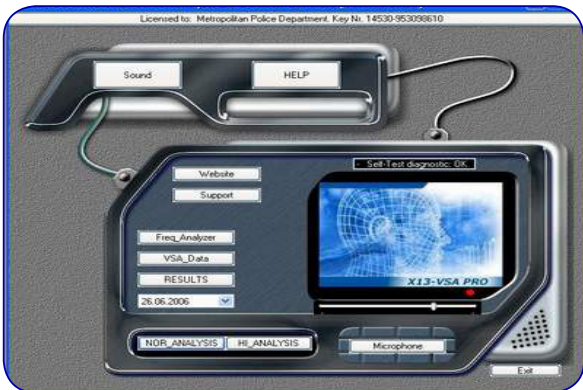 Licensed to: Metropolitan Police Department. Key Nr. 14530-953098610
Sound
HELP
Self-Test diagnostic: OK
Website
Support
Freq_Analyzer
VSA_Data
RESULTS
26.06.2006
X13-VSA PRO
NOR_ANALYSIS
HI_ANALYSIS
Microphone
Exit